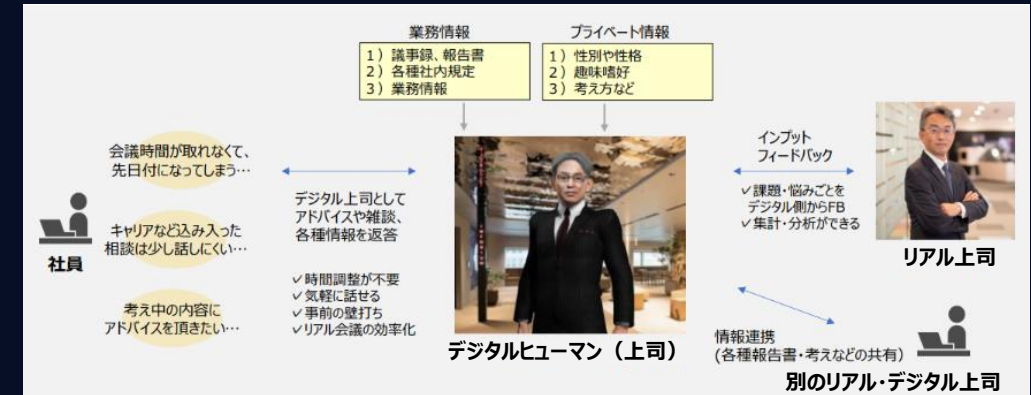 業務情報
1）議事録、報告書
2）各種社内規定
3）業務情報
プライベート情報
1）性別や性格
2）趣味嗜好
3）考え方など
会議時間が取れなくて、
先日付になってしまう…
キャリアなど込み入った
相談は少し話しにくい…
考え中の内容に
アドバイスを頂きたい…
社員
デジタル上司として
アドバイスや雑談、
各種情報を返答
✓時間調整が不要
✓気軽に話せる
✓事前の壁打ち
✓リアル会議の効率化
デジタルヒューマン（上司）
インプット
フィードバック
✓課題・悩みごとを
デジタル側からFB
✓集計・分析ができる
リアル上司
情報連携
(各種報告書・考えなどの共有)
別のリアル・デジタル上司